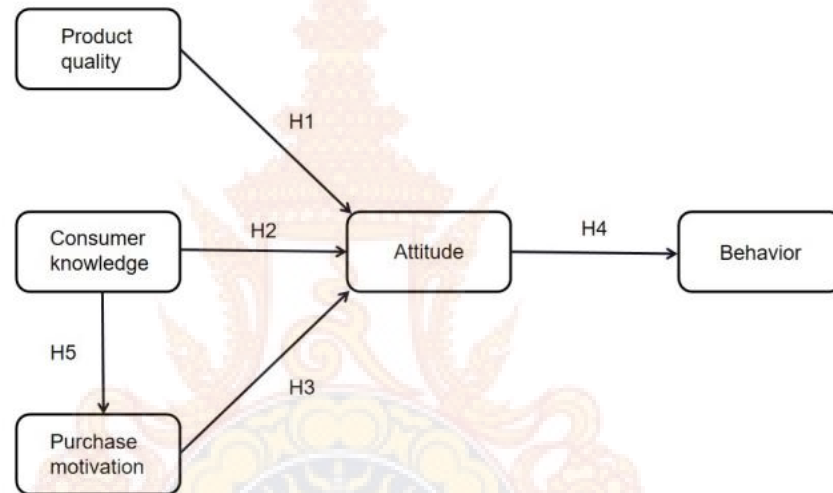 Product
quality
H1
Consumer
knowledge
H2
Attitude
H4
Behavior
H5
H3
Purchase
motivation